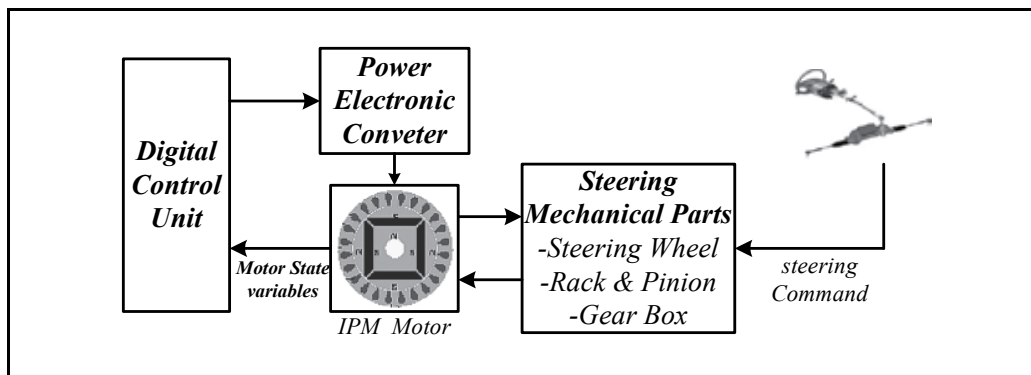 Digital
Control
Unit
Power
Electronic
Conveter
Motor State
variables
IPM Motor
Steering
Mechanical Parts
-Steering Wheel
-Rack & Pinion
-Gear Box
steering
Command